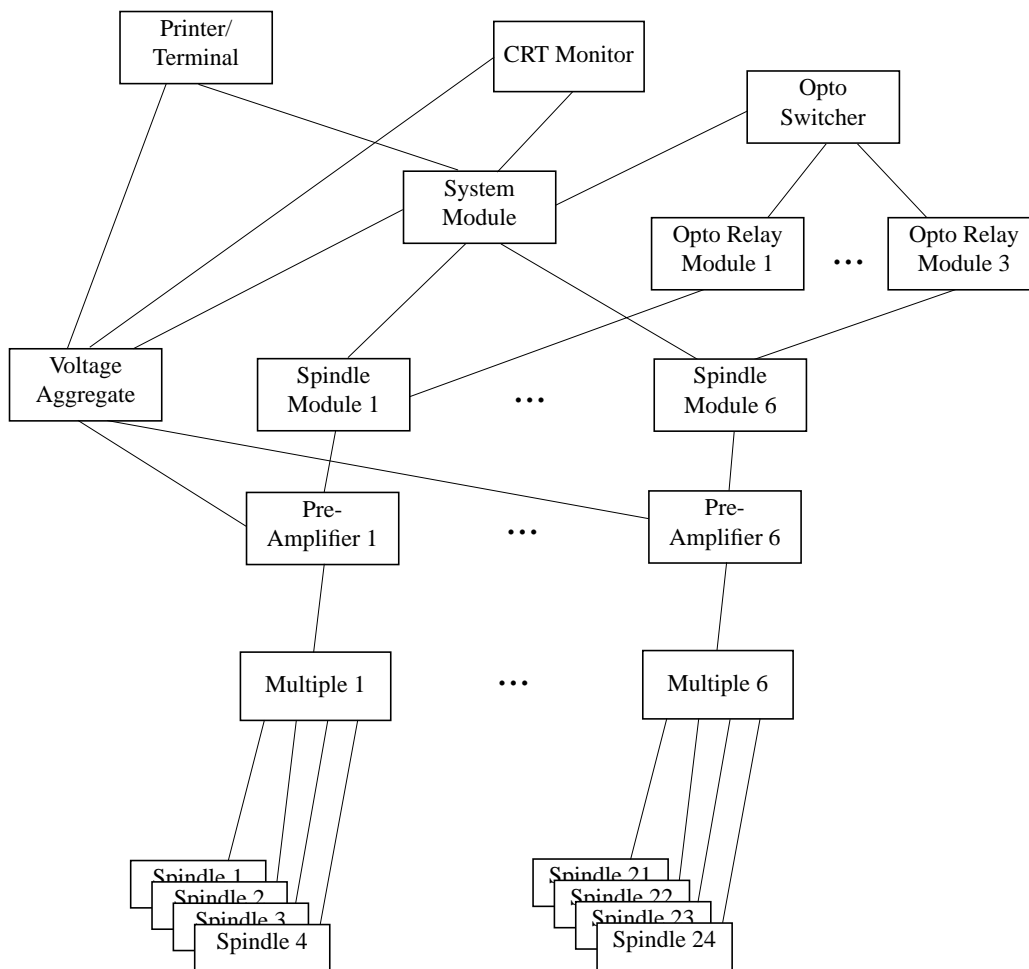 Printer/
Terminal
CRT Monitor
Opto
Switcher
System
Module
Opto Relay
Module 1
...
Opto Relay
Module 3
Voltage
Aggregate
Spindle
Module 1
...
Spindle
Module 6
Pre-
Amplifier 1
...
Pre-
Amplifier 6
Multiple 1
...
Multiple 6
Spindle 1
Spindle 2
Spindle 3
Spindle 4
Spindle 21
Spindle 22
Spindle 23
Spindle 24